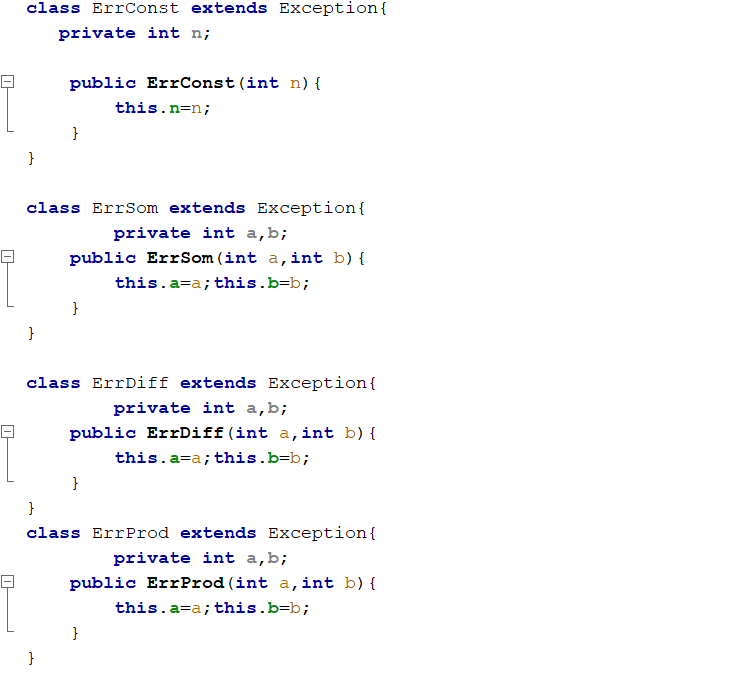 class ErrConst extends Exception{
private int n;
public ErrConst(int n){
this.n=n;
}
}
class ErrSom extends Exception{
private int a,b;
public ErrSom(int a,int b){
this.a=a;this.b=b;
}
}
class ErrDiff extends Exception{
private int a,b;
public ErrDiff(int a,int b){
this.a=a;this.b=b;
}
}
class ErrProd extends Exception{
private int a,b;
public ErrProd(int a,int b){
this.a=a;this.b=b;
}
}